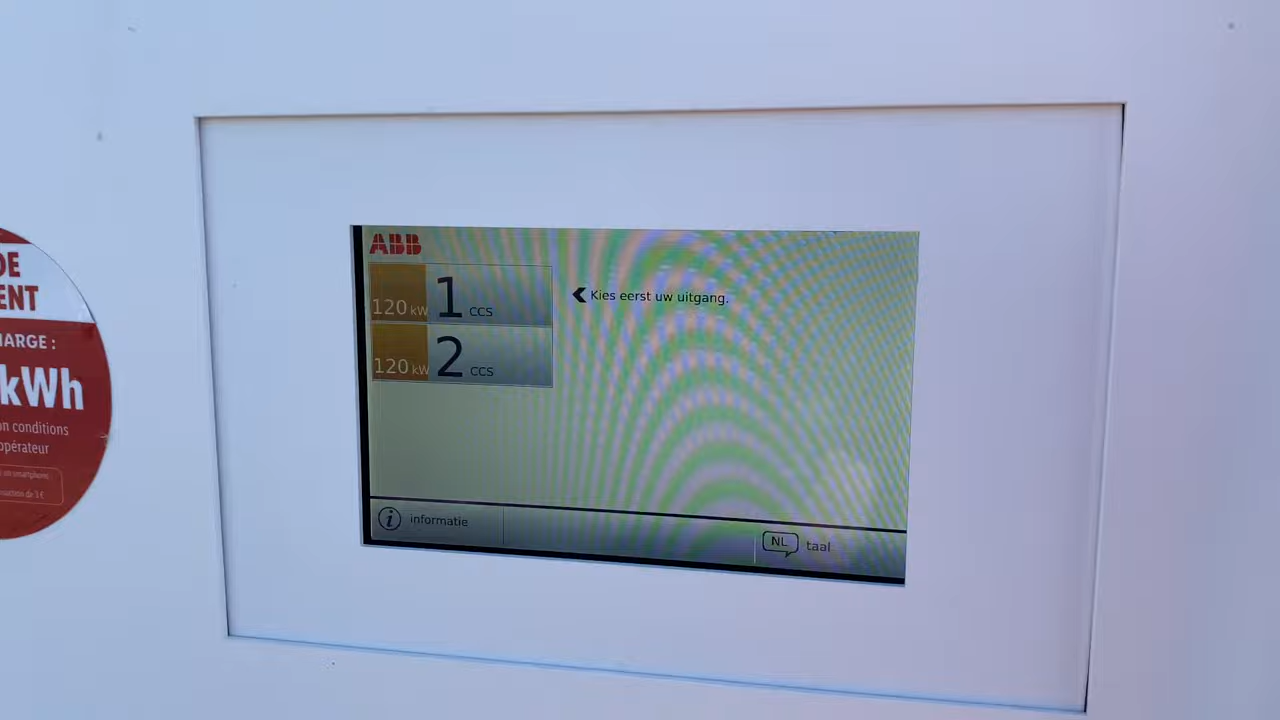 DE
ENT
HARGE :
kWh
on conditions
opérateur
ABB
120 kW 1 CCS
Kies eerst uw uitgang.
120 kW 2 CCS
i informatie
NL taal